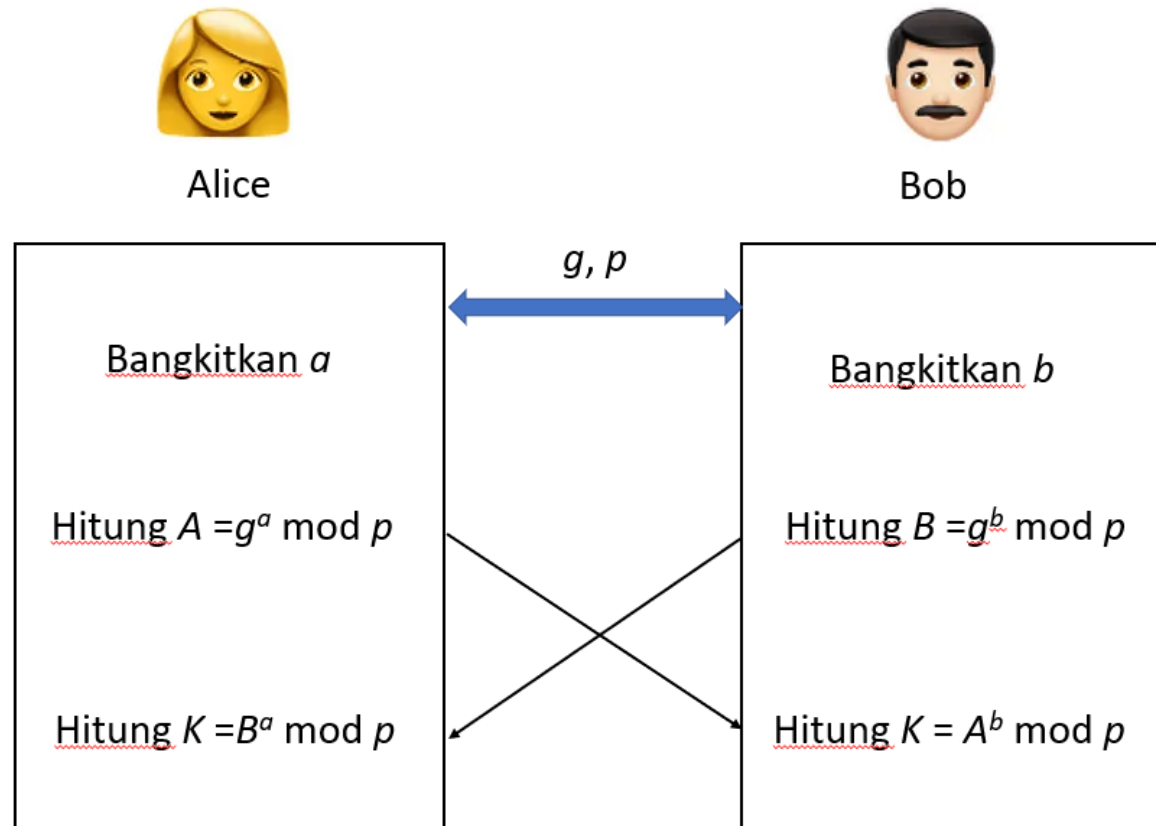 Alice
Bob
g, p
Bangkitkan a
Bangkitkan b
Hitung A =gᵃ mod p
Hitung B =gᵇ mod p
Hitung K =Bᵃ mod p
Hitung K = Aᵇ mod p